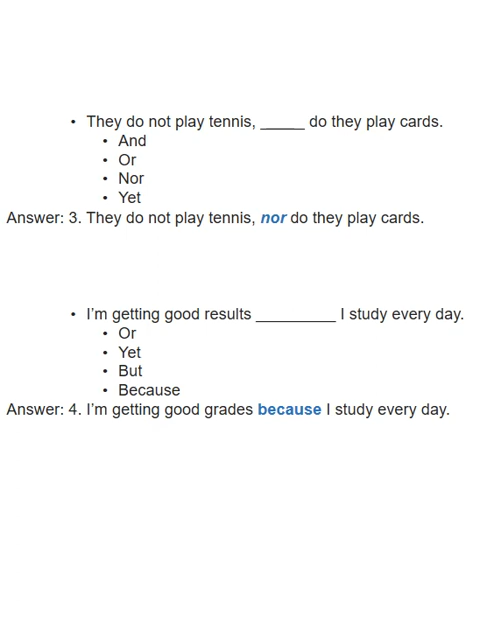 • They do not play tennis, _____ do they play cards.
• And
• Or
• Nor
• Yet
Answer: 3. They do not play tennis, nor do they play cards.
• I'm getting good results _________ I study every day.
• Or
• Yet
• But
• Because
Answer: 4. I'm getting good grades because I study every day.